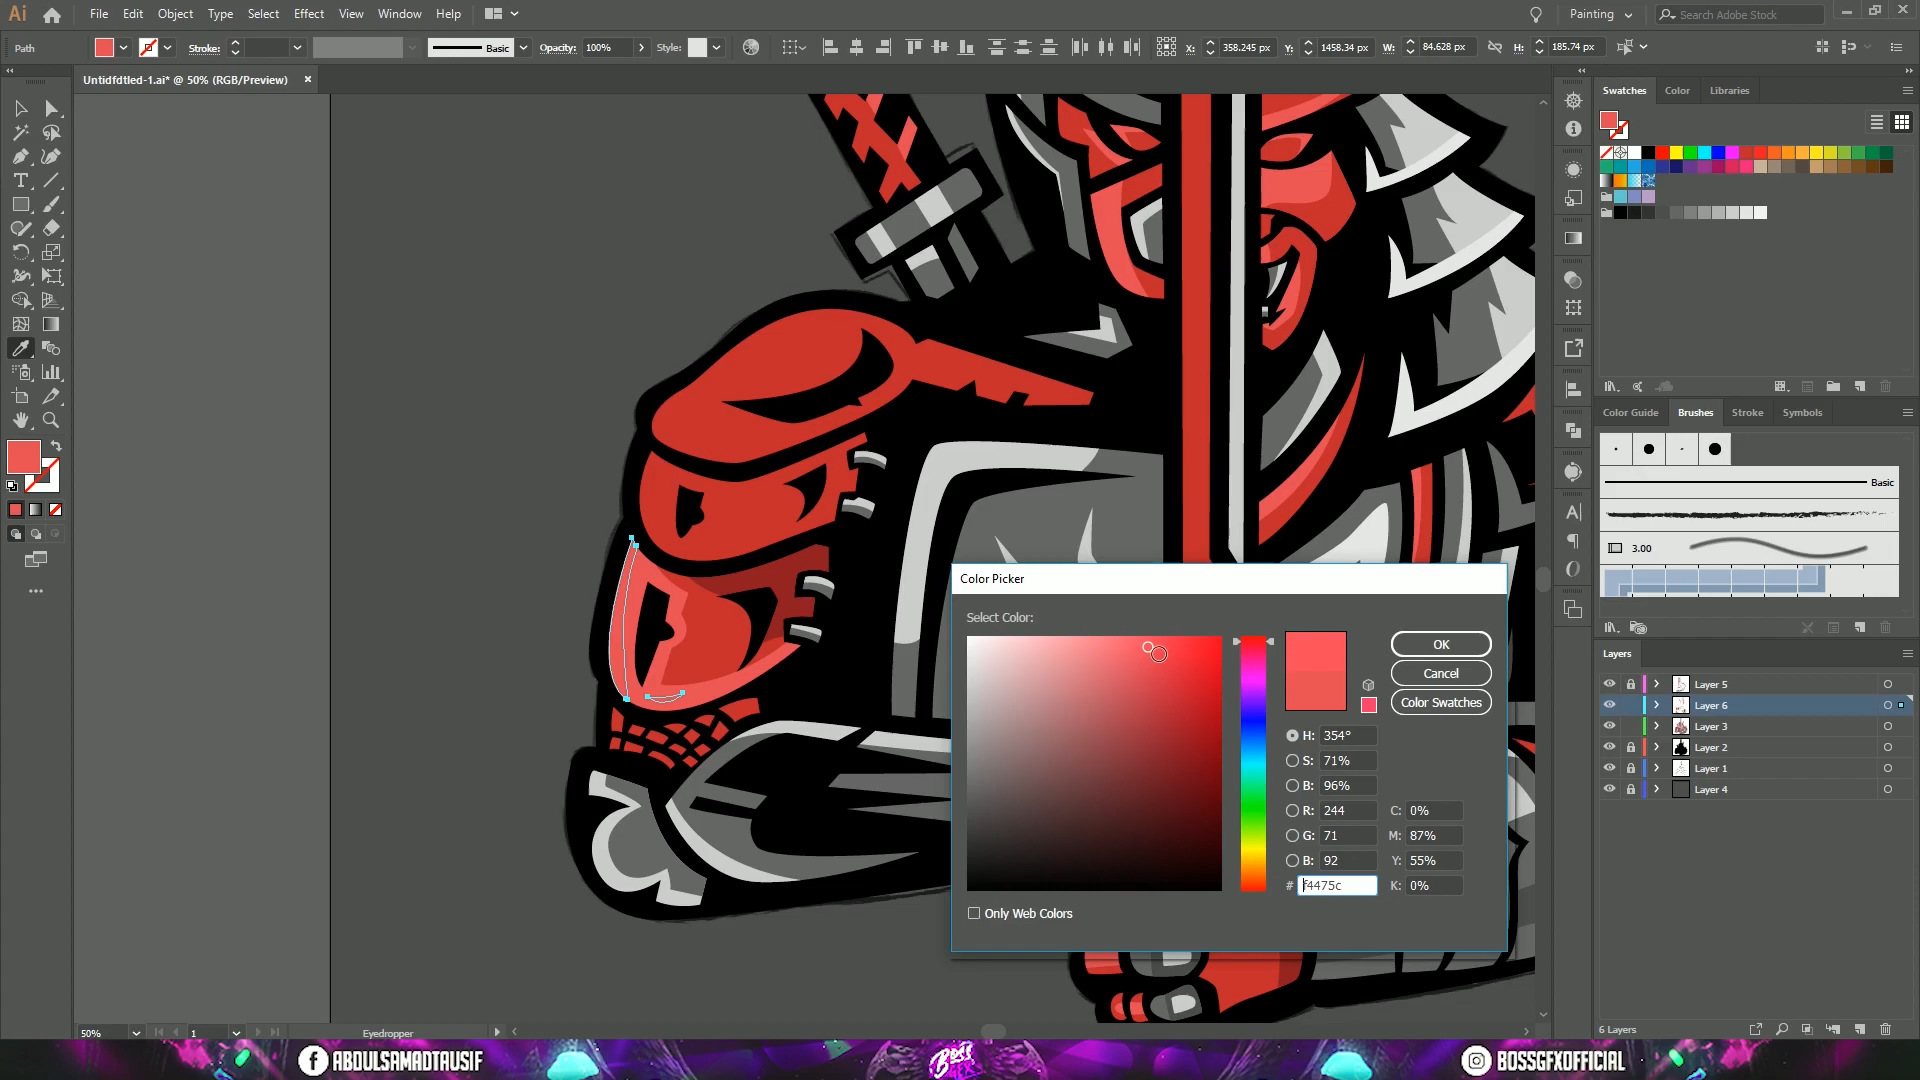 Ai File Edit Object Type Select Effect View Window Help Painting Search Adobe Stock
Path Stroke: Basic Opacity: 100% Style: X: 358.245 px Y: 1458.34 px W: 84.628 px H: 185.74 px
Untidfdtled-1.ai* @ 50% (RGB/Preview) ×
Swatches Color Libraries
Color Guide Brushes Stroke Symbols
Basic
3.00
Color Picker
Select Color:
OK
Cancel
Color Swatches
H: 354°
S: 71%
B: 96%
R: 244 C: 0%
G: 71 M: 87%
B: 92 Y: 55%
# f4475c K: 0%
Only Web Colors
Layers
Layer 5
Layer 6
Layer 3
Layer 2
Layer 1
Layer 4
6 Layers
50% 1 Eyedropper
f ABDULSAMADTAUSIF
BOSS GFX
BOSSGFXOFFICIAL